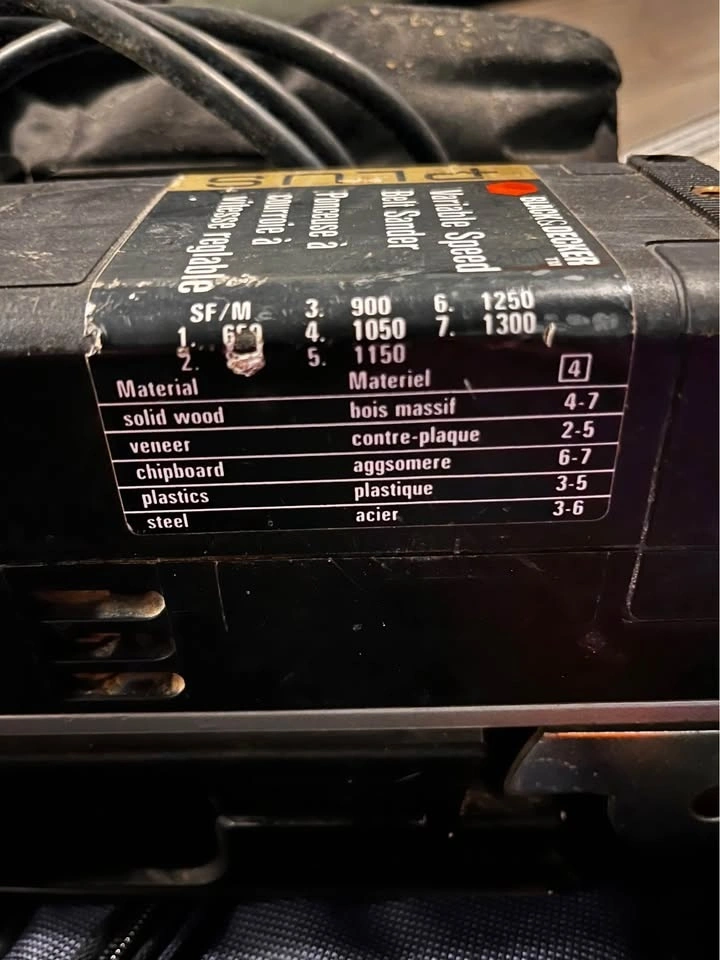 PLUS
BLACK&DECKER TM
Variable Speed
Belt Sander
Ponceuse à
courroie à
vitesse reglable
SF/M 3. 900 6. 1250
1. 4. 1050 7. 1300
2. 5. 1150
Material Materiel 4
solid wood bois massif 4-7
veneer contre-plaque 2-5
chipboard aggsomere 6-7
plastics plastique 3-5
steel acier 3-6